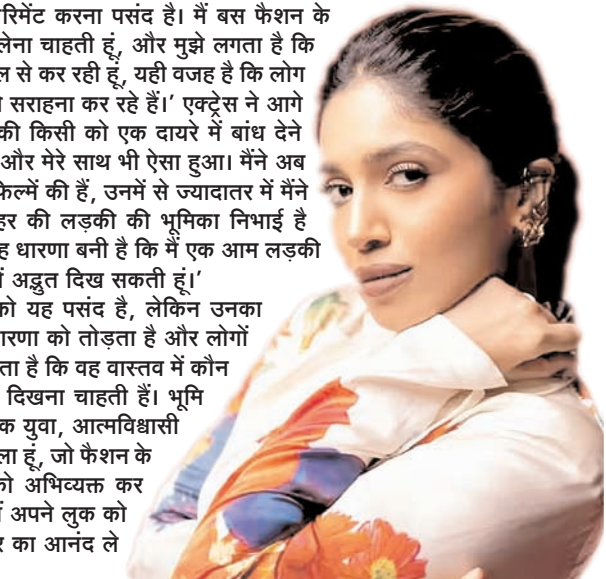 रिमेंट करना पसंद है। मैं बस फैशन के
लेना चाहती हूं, और मुझे लगता है कि
ल से कर रही हूं, यही वजह है कि लोग
सराहना कर रहे हैं।’ एक्ट्रेस ने आगे
की किसी को एक दायरे में बांध देने
और मेरे साथ भी ऐसा हुआ। मैंने अब
फिल्में की हैं, उनमें से ज्यादातर में मैंने
हर की लड़की की भूमिका निभाई है
ह धारणा बनी है कि मैं एक आम लड़की
अद्भुत दिख सकती हूं।’
को यह पसंद है, लेकिन उनका
ारणा को तोड़ता है और लोगों
ता है कि वह वास्तव में कौन
दिखना चाहती हैं। भूमि
क युवा, आत्मविश्वासी
ला हूं, जो फैशन के
को अभिव्यक्त कर
अपने लुक को
र का आनंद ले